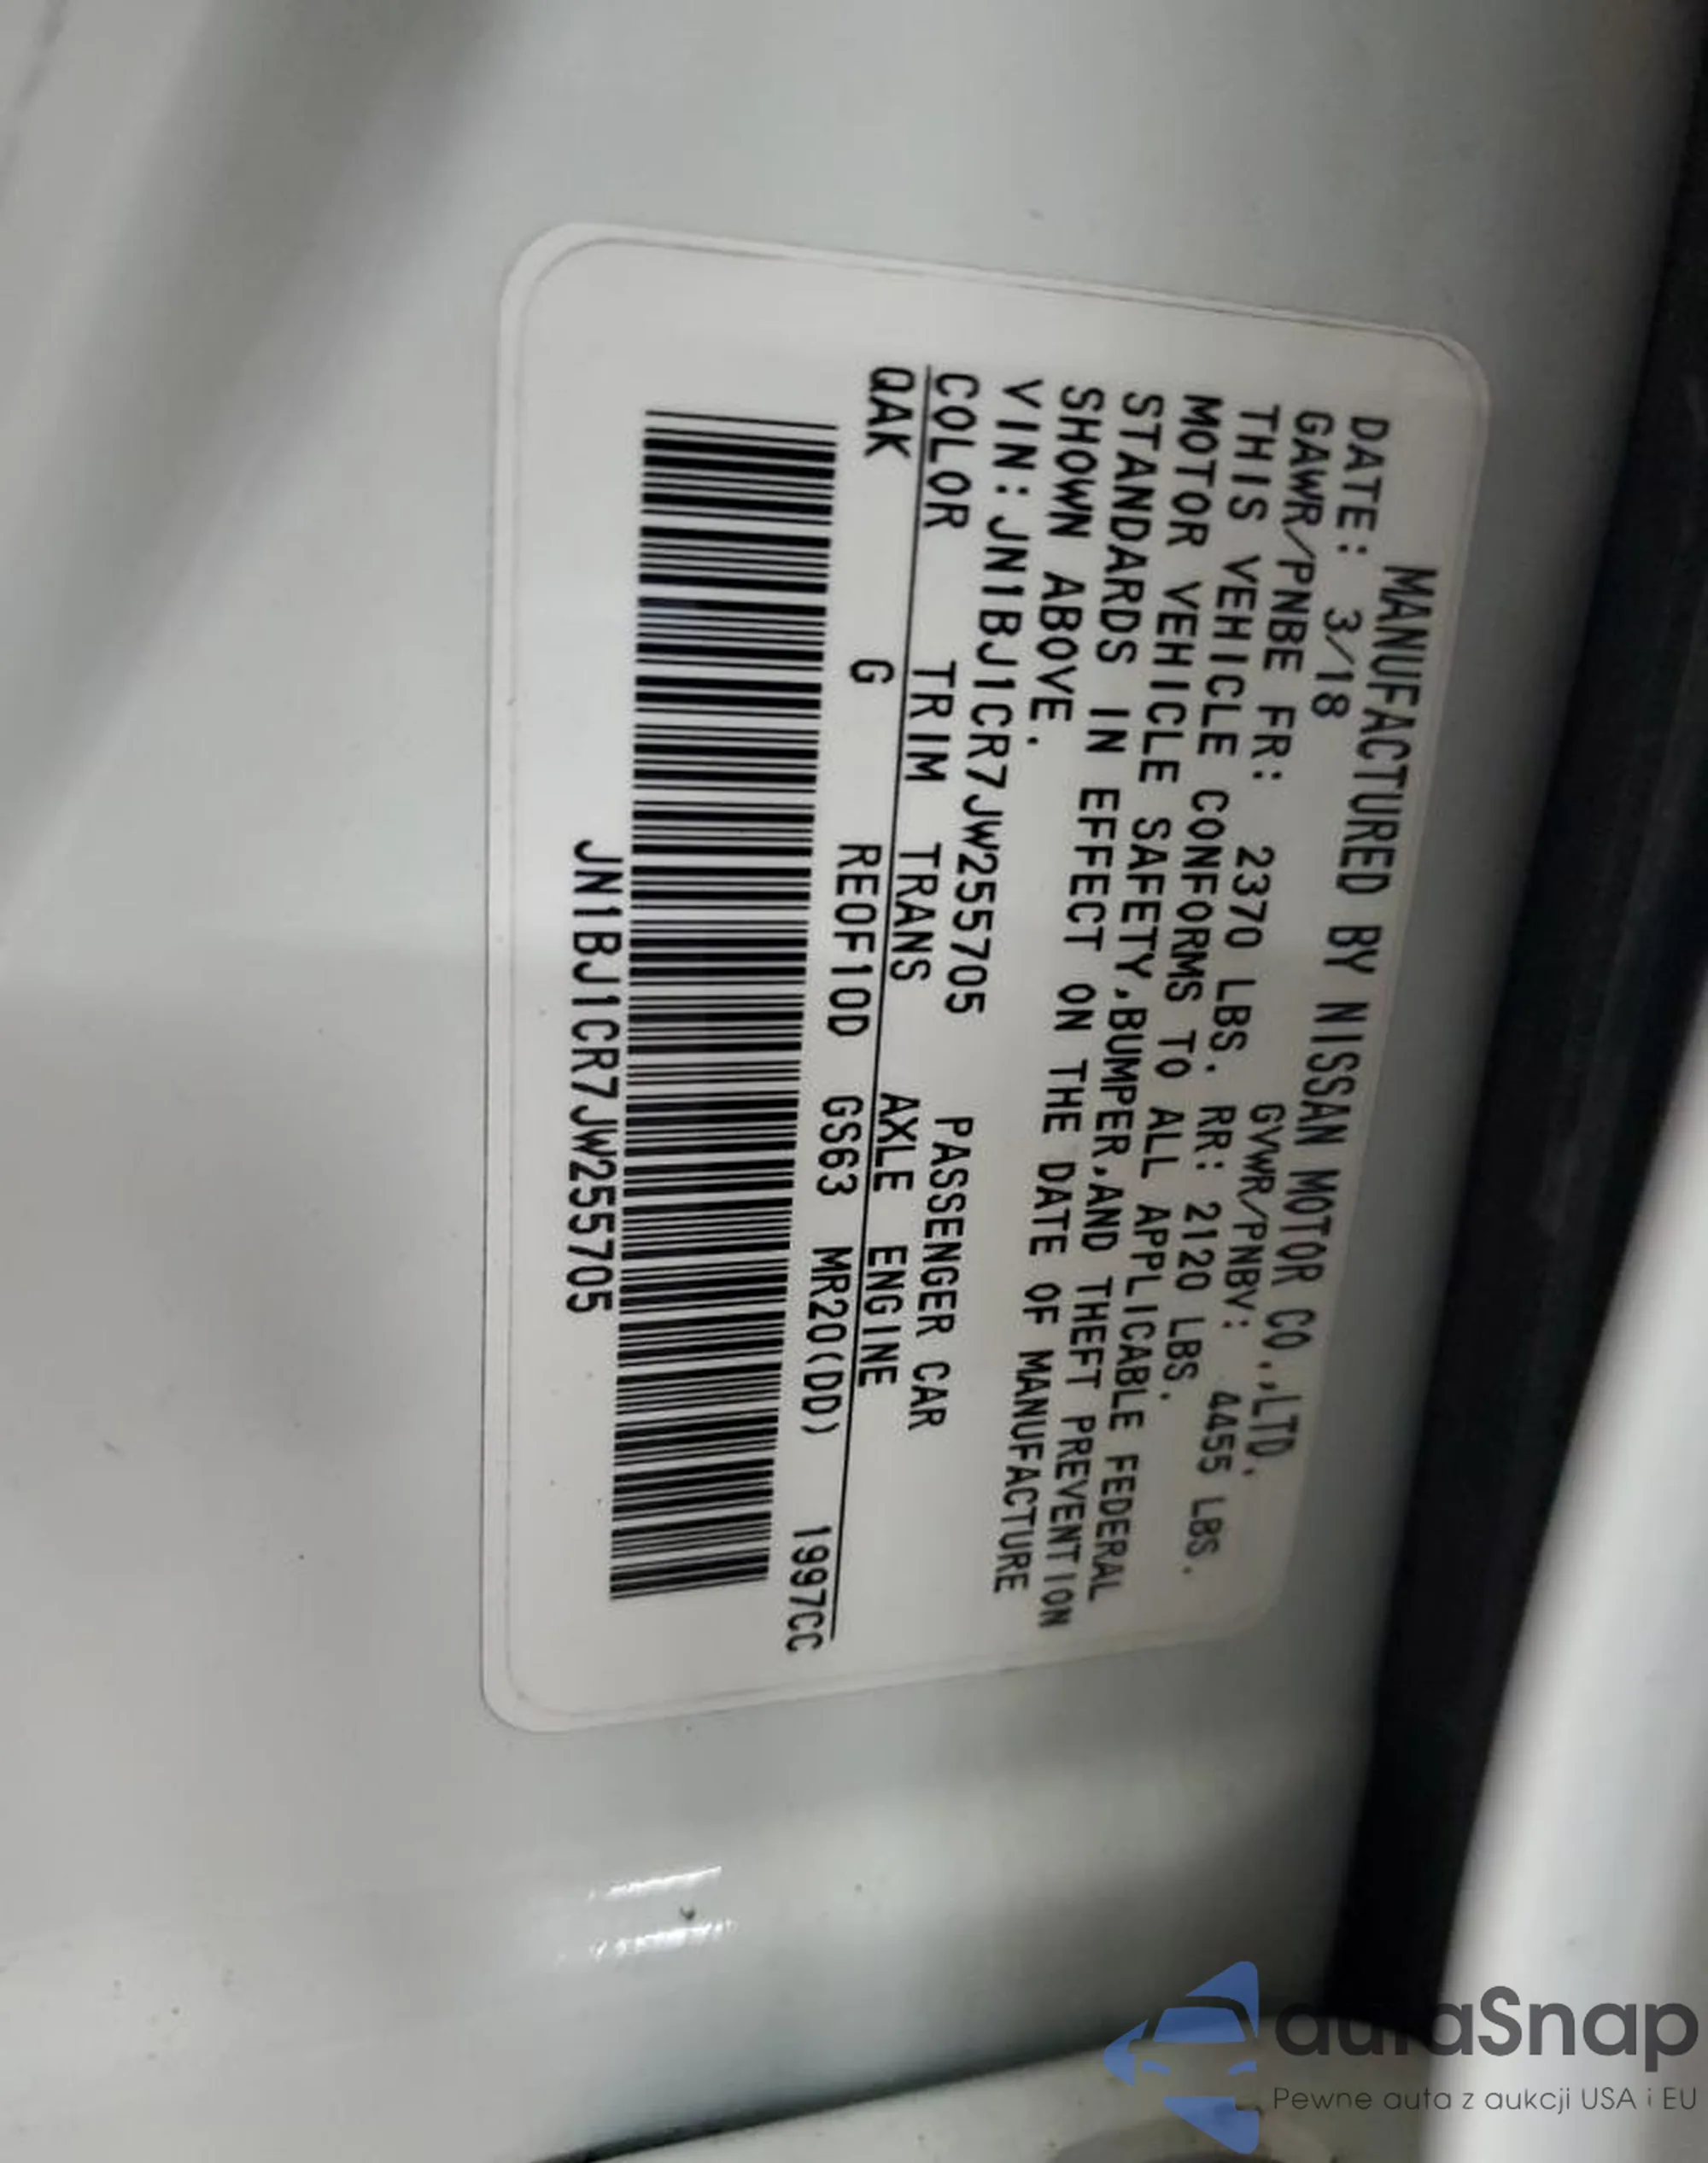 MANUFACTURED BY NISSAN MOTOR CO.,LTD.
DATE: 3/18 GVWR/PNBV: 4455 LBS.
GAWR/PNBE FR: 2370 LBS. RR: 2120 LBS.
THIS VEHICLE CONFORMS TO ALL APPLICABLE FEDERAL
MOTOR VEHICLE SAFETY,BUMPER,AND THEFT PREVENTION
STANDARDS IN EFFECT ON THE DATE OF MANUFACTURE
SHOWN ABOVE.
VIN:JN1BJ1CR7JW255705 PASSENGER CAR
COLOR TRIM TRANS AXLE ENGINE
QAK G RE0F10D GS63 MR20(DD) 1997CC
JN1BJ1CR7JW255705
autaSnap
Pewne auta z aukcji USA i EU